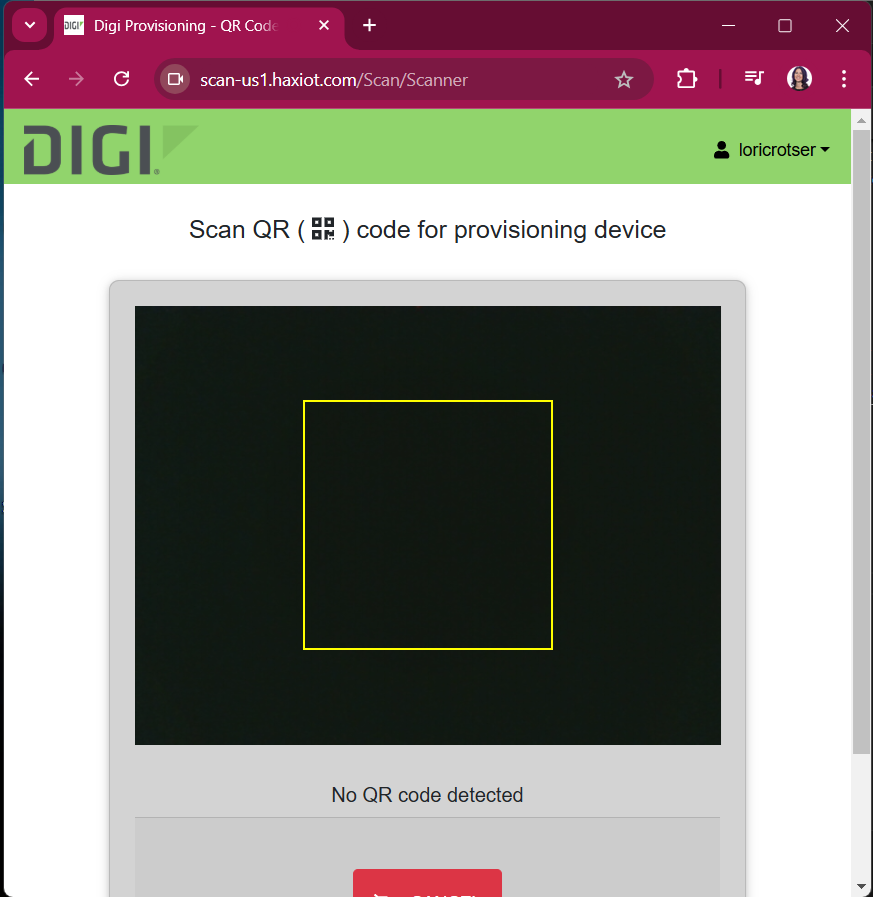 Digi Provisioning - QR Code
scan-us1.haxiot.com/Scan/Scanner
DIGI
loricrotser
Scan QR ( ) code for provisioning device
No QR code detected
CANCEL